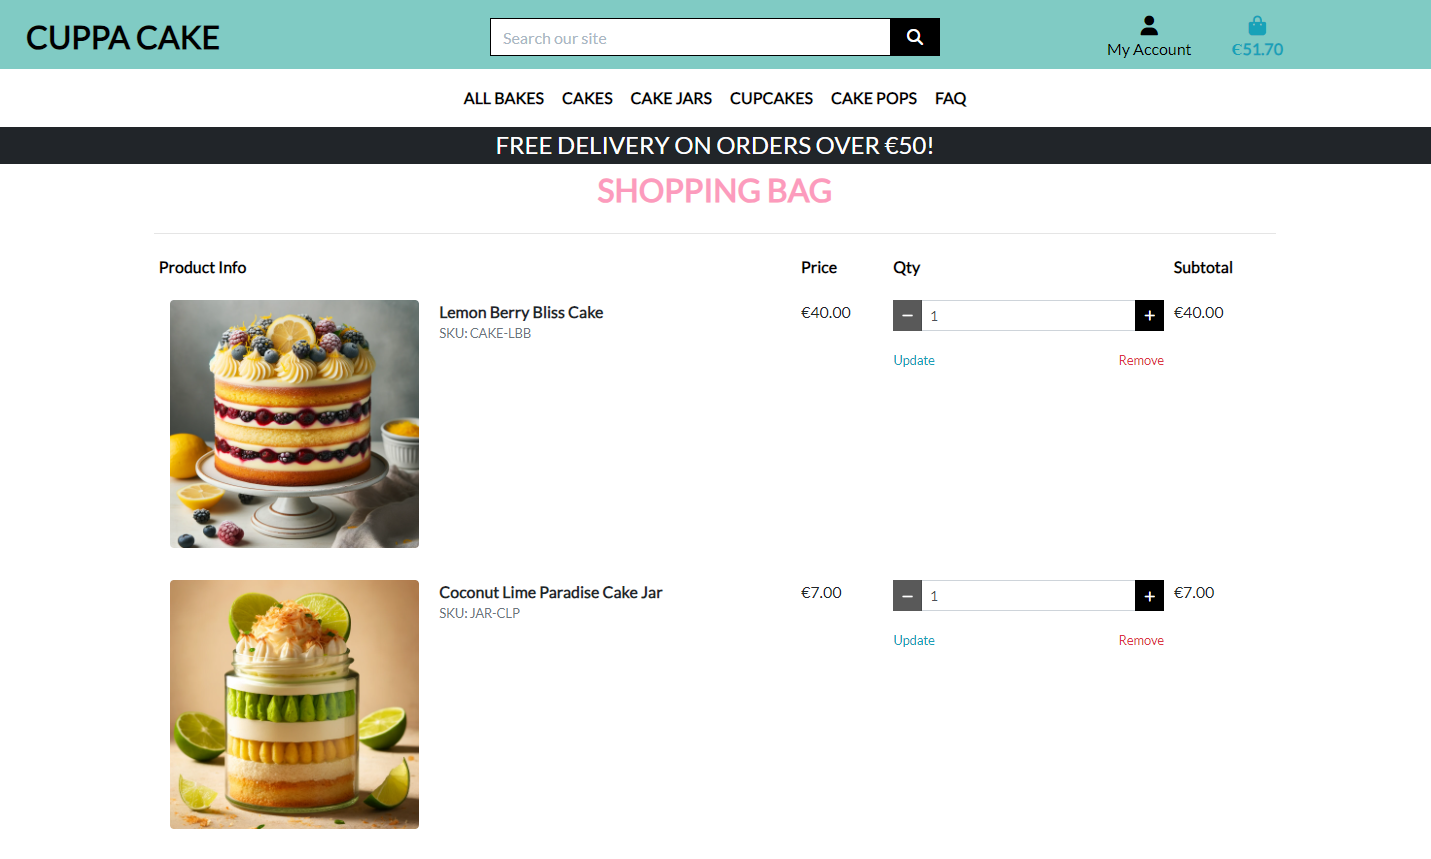 CUPPA CAKE
Search our site
My Account
€51.70
ALL BAKES CAKES CAKE JARS CUPCAKES CAKE POPS FAQ
FREE DELIVERY ON ORDERS OVER €50!
SHOPPING BAG
Product Info Price Qty Subtotal
Lemon Berry Bliss Cake €40.00 1 €40.00
SKU: CAKE-LBB
Update Remove
Coconut Lime Paradise Cake Jar €7.00 1 €7.00
SKU: JAR-CLP
Update Remove